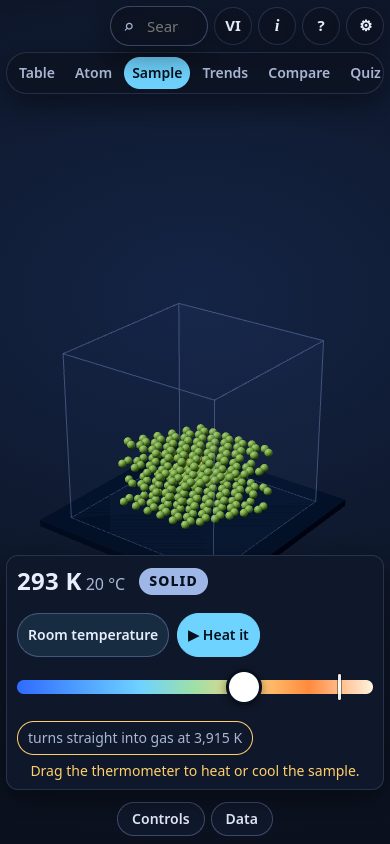 Sear VI i ?
Table Atom Sample Trends Compare Quiz
293 K 20 °C SOLID
Room temperature ▶ Heat it
turns straight into gas at 3,915 K
Drag the thermometer to heat or cool the sample.
Controls Data